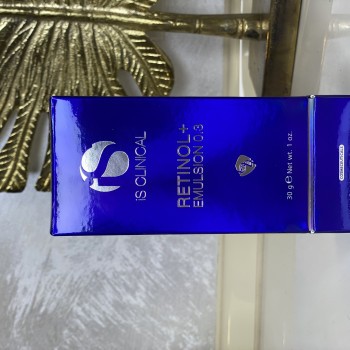 iS CLINICAL
RETINOL+
EMULSION 0.3
30 g ℮ Net wt. 1 oz.